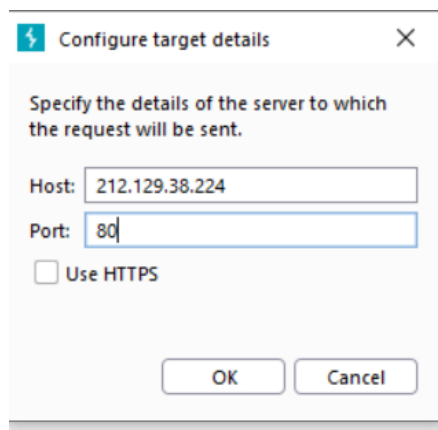 Configure target details
Specify the details of the server to which
the request will be sent.
Host: 212.129.38.224
Port: 80
Use HTTPS
OK Cancel